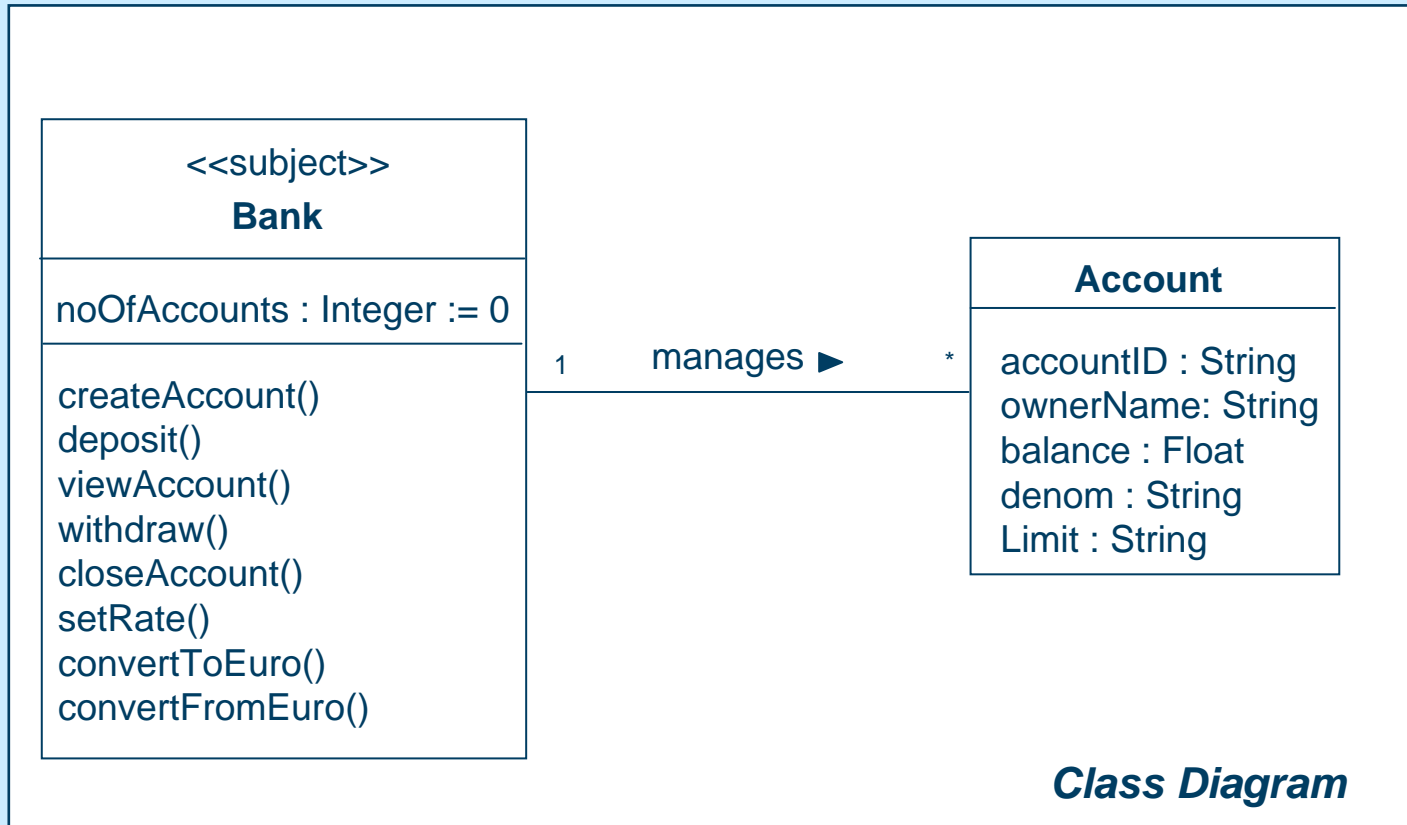 <<subject>>
Bank
noOfAccounts : Integer := 0
createAccount()
deposit()
viewAccount()
withdraw()
closeAccount()
setRate()
convertToEuro()
convertFromEuro()
1
manages ►
*
Account
accountID : String
ownerName: String
balance : Float
denom : String
Limit : String
Class Diagram